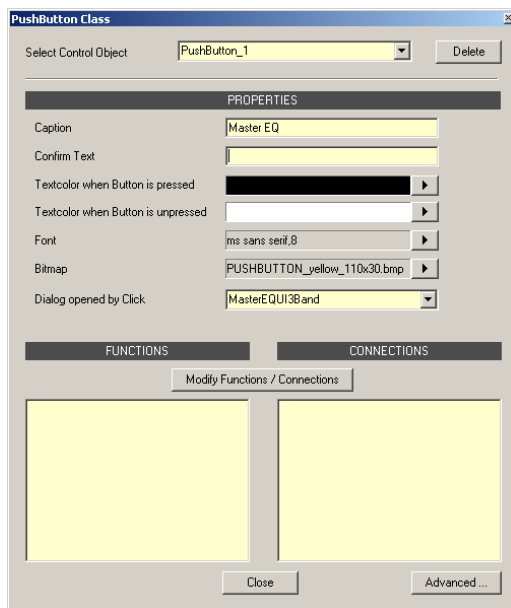 PushButton Class
Select Control Object PushButton_1 Delete
PROPERTIES
Caption Master EQ
Confirm Text
Textcolor when Button is pressed
Textcolor when Button is unpressed
Font ms sans serif,8
Bitmap PUSHBUTTON_yellow_110x30.bmp
Dialog opened by Click MasterEQUI3Band
FUNCTIONS CONNECTIONS
Modify Functions / Connections
Close Advanced ...